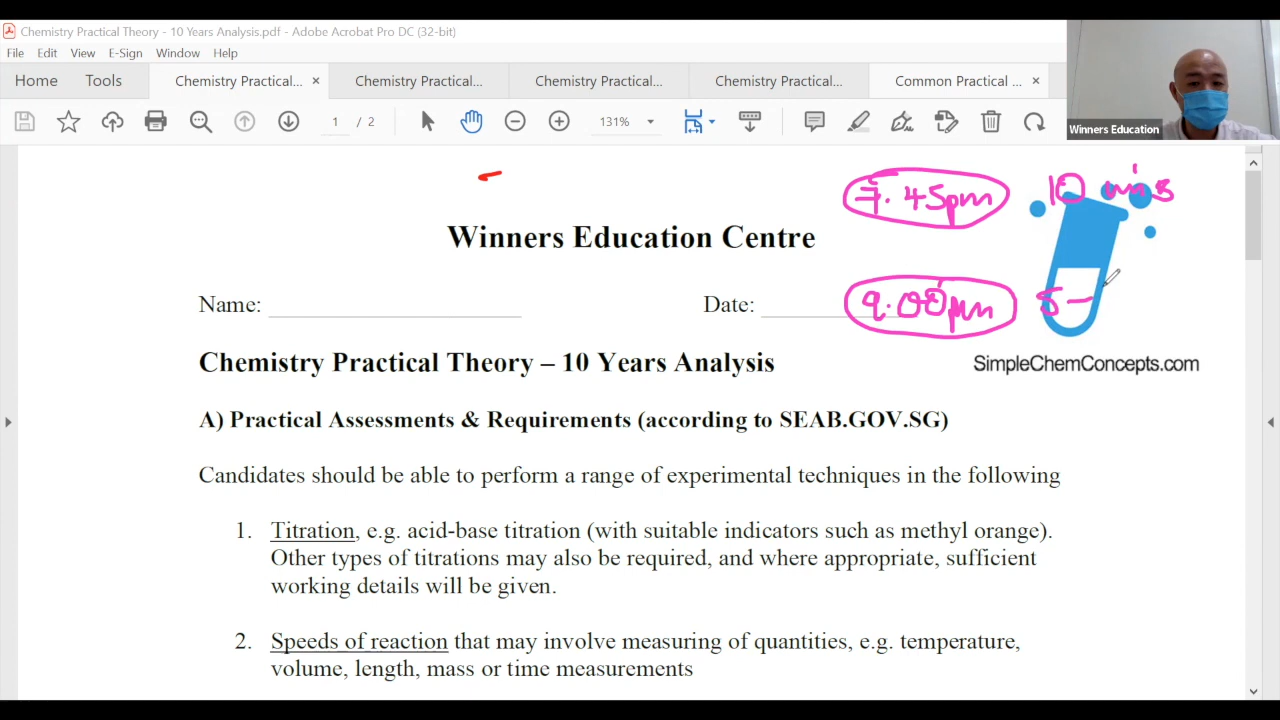 Chemistry Practical Theory - 10 Years Analysis.pdf - Adobe Acrobat Pro DC (32-bit)
File Edit View E-Sign Window Help
Home Tools Chemistry Practical... × Chemistry Practical... Chemistry Practical... Chemistry Practical... Common Practical ... ×
1 / 2 131%
Winners Education
7.45pm 10 mins
Winners Education Centre
Name: Date: 9.00pm 5 –
SimpleChemConcepts.com
Chemistry Practical Theory – 10 Years Analysis
A) Practical Assessments & Requirements (according to SEAB.GOV.SG)
Candidates should be able to perform a range of experimental techniques in the following
1. Titration, e.g. acid-base titration (with suitable indicators such as methyl orange).
Other types of titrations may also be required, and where appropriate, sufficient
working details will be given.
2. Speeds of reaction that may involve measuring of quantities, e.g. temperature,
volume, length, mass or time measurements